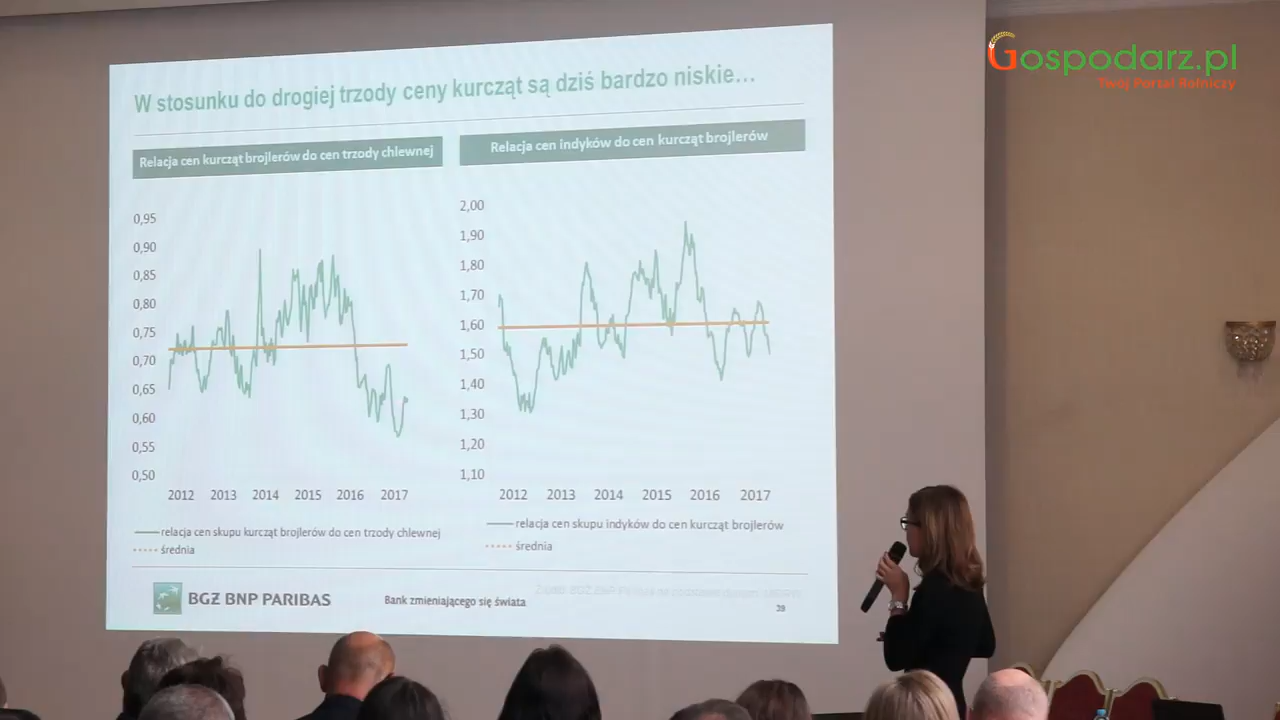 Gospodarz.pl
Twój Portal Rolniczy
W stosunku do drogiej trzody ceny kurcząt są dziś bardzo niskie...
Relacja cen kurcząt brojlerów do cen trzody chlewnej
0,95
0,90
0,85
0,80
0,75
0,70
0,65
0,60
0,55
0,50
2012 2013 2014 2015 2016 2017
relacja cen skupu kurcząt brojlerów do cen trzody chlewnej
średnia
Relacja cen indyków do cen kurcząt brojlerów
2,00
1,90
1,80
1,70
1,60
1,50
1,40
1,30
1,20
1,10
2012 2013 2014 2015 2016 2017
relacja cen skupu indyków do cen kurcząt brojlerów
średnia
BGŻ BNP PARIBAS
Bank zmieniającego się świata
39